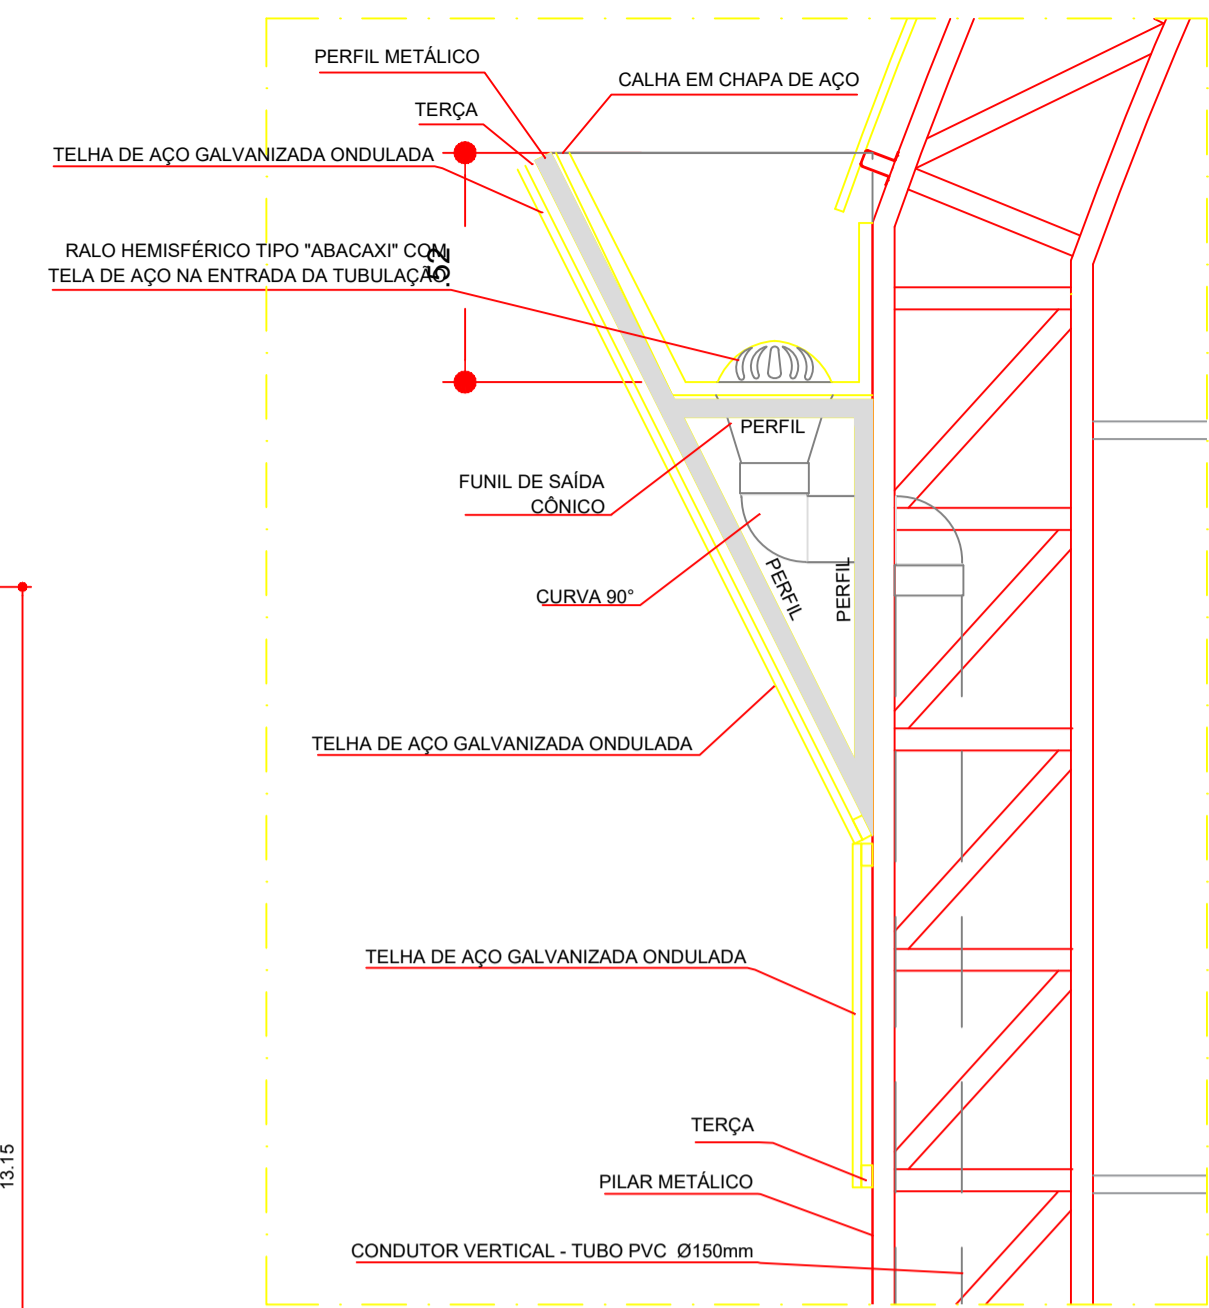 PERFIL METÁLICO
CALHA EM CHAPA DE AÇO
TERÇA
TELHA DE AÇO GALVANIZADA ONDULADA
RALO HEMISFÉRICO TIPO "ABACAXI" COM
TELA DE AÇO NA ENTRADA DA TUBULAÇÃO
.52
PERFIL
FUNIL DE SAÍDA
CÔNICO
PERFIL
PERFIL
CURVA 90°
TELHA DE AÇO GALVANIZADA ONDULADA
TELHA DE AÇO GALVANIZADA ONDULADA
TERÇA
13.15
PILAR METÁLICO
CONDUTOR VERTICAL - TUBO PVC Ø150mm